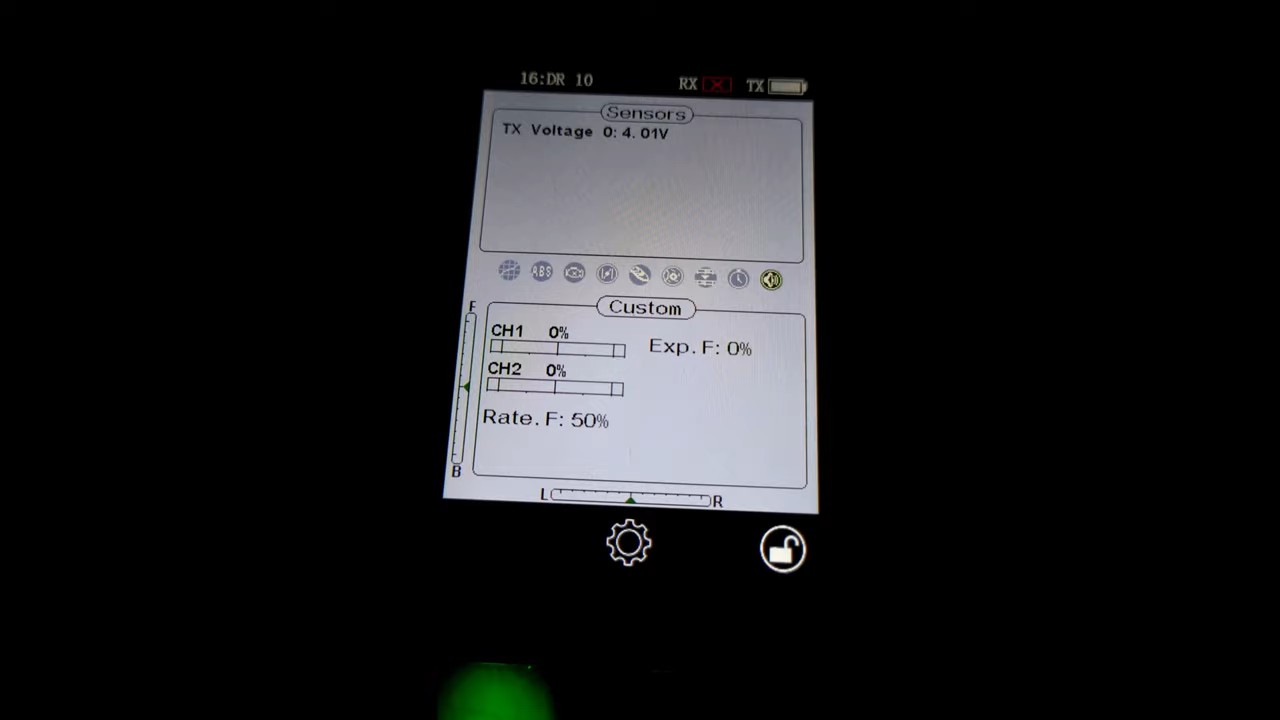 16:DR 10 RX TX
Sensors
TX Voltage 0:4.01V
ABS
Custom
F
CH1 0%
Exp.F:0%
CH2 0%
Rate.F:50%
B
L R